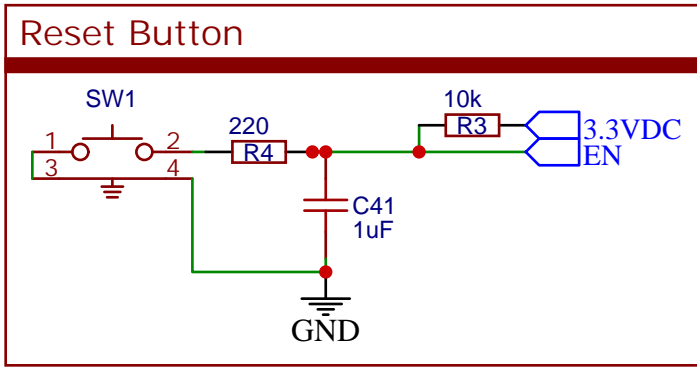 Reset Button
SW1
1 2
3 4
220
R4
10k
R3
3.3VDC
EN
C41
1uF
GND